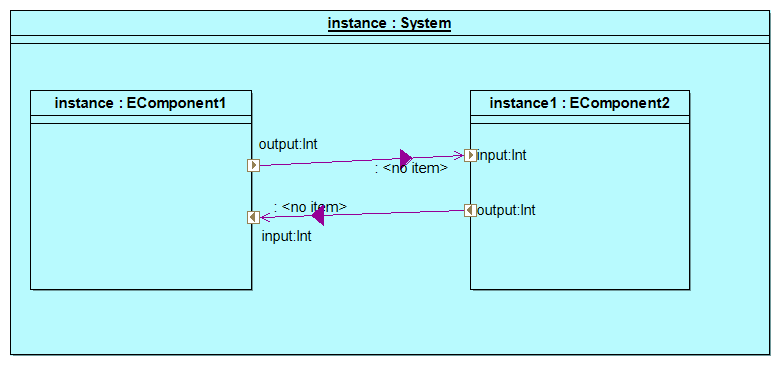 instance : System
instance : EComponent1
instance1 : EComponent2
output:Int
input:Int
: <no item>
: <no item>
output:Int
input:Int